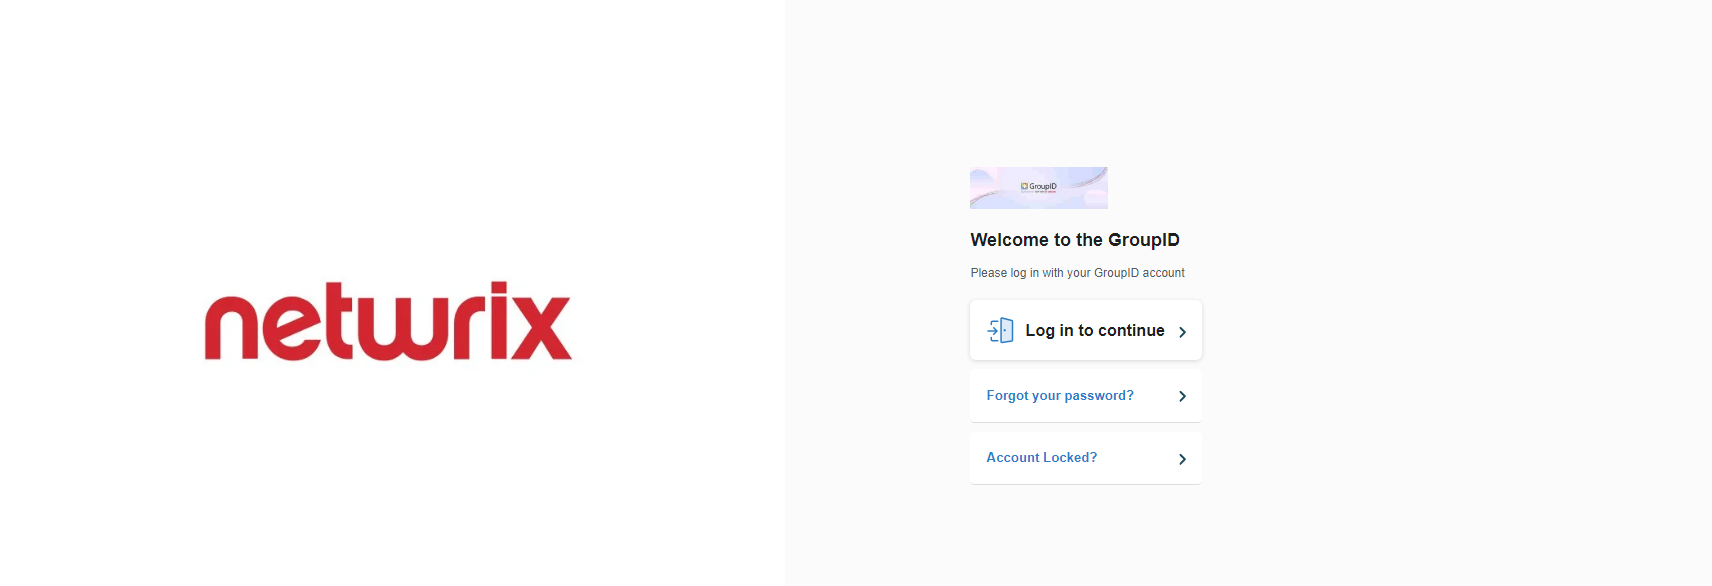 netwrix
GroupID
Welcome to the GroupID
Please log in with your GroupID account
Log in to continue
Forgot your password?
Account Locked?